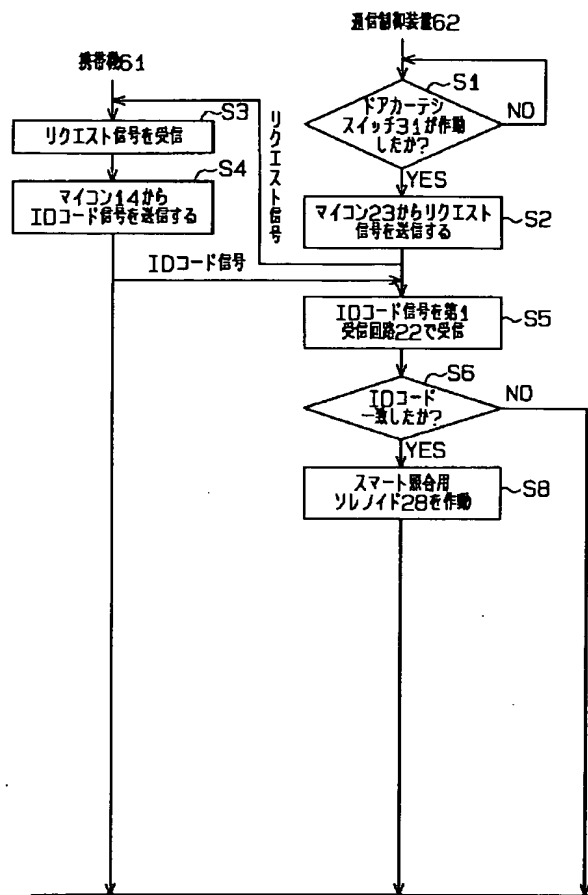 通信制御装置62
携帯機61
S1
ドアカーテシ
スイッチ31が作動
したか?
NO
YES
S3
リクエスト信号を受信
S4
マイコン14から
IDコード信号を送信する
リクエスト信号
マイコン23からリクエスト
信号を送信する
S2
IDコード信号
IDコード信号を第1
受信回路22で受信
S5
S6
IDコード
一致したか?
NO
YES
スマート照合用
ソレノイド28を作動
S8